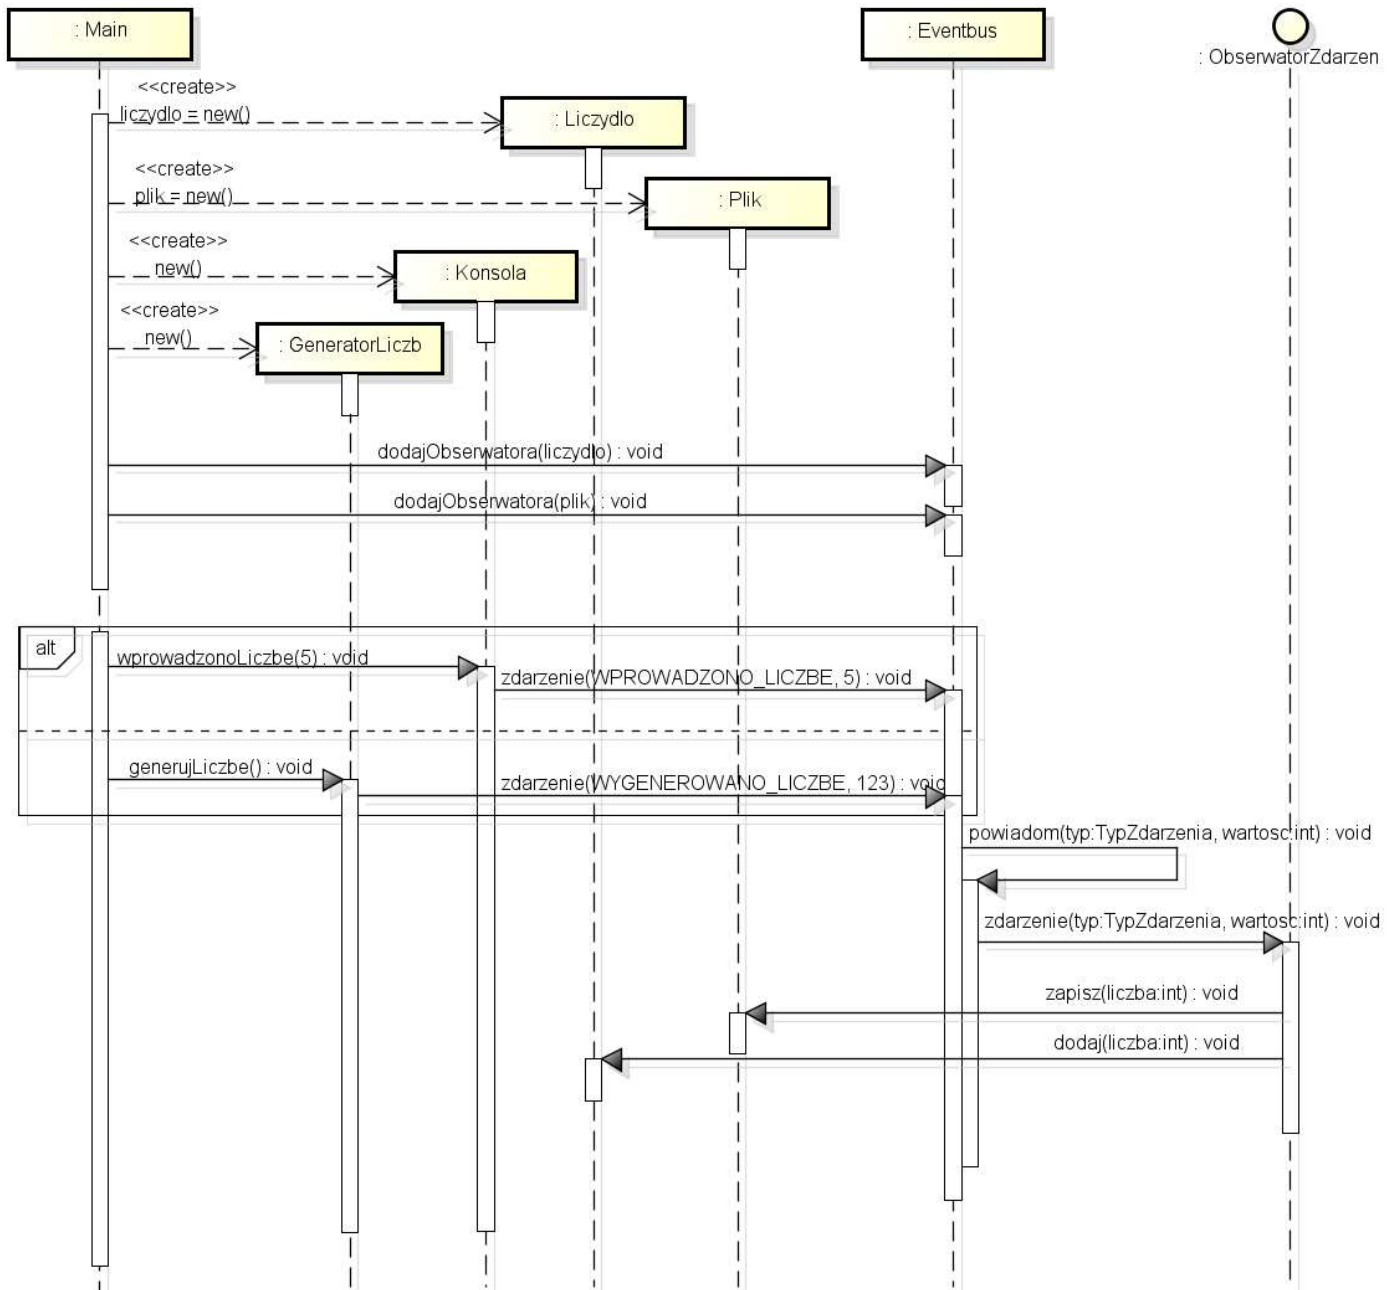 : Main
: Eventbus
: ObserwatorZdarzen
<<create>>
liczydlo = new()
: Liczydlo
<<create>>
plik = new()
: Plik
<<create>>
new()
: Konsola
<<create>>
new()
: GeneratorLiczb
dodajObserwatora(liczydlo) : void
dodajObserwatora(plik) : void
alt
wprowadzonoLiczbe(5) : void
zdarzenie(WPROWADZONO_LICZBE, 5) : void
generujLiczbe() : void
zdarzenie(WYGENEROWANO_LICZBE, 123) : void
powiadom(typ:TypZdarzenia, wartosc:int) : void
zdarzenie(typ:TypZdarzenia, wartosc:int) : void
zapisz(liczba:int) : void
dodaj(liczba:int) : void